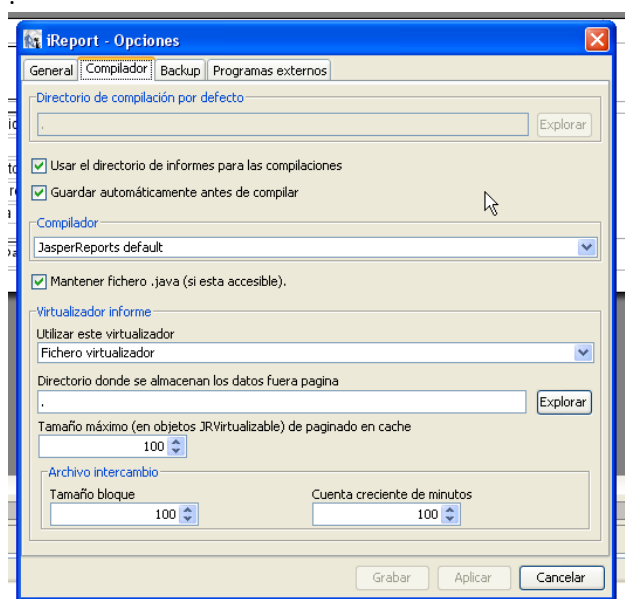 iReport - Opciones
General Compilador Backup Programas externos
Directorio de compilación por defecto
. Explorar
Usar el directorio de informes para las compilaciones
Guardar automáticamente antes de compilar
Compilador
JasperReports default
Mantener fichero .java (si esta accesible).
Virtualizador informe
Utilizar este virtualizador
Fichero virtualizador
Directorio donde se almacenan los datos fuera pagina
. Explorar
Tamaño máximo (en objetos JRVirtualizable) de paginado en cache
100
Archivo intercambio
Tamaño bloque Cuenta creciente de minutos
100 100
Grabar Aplicar Cancelar